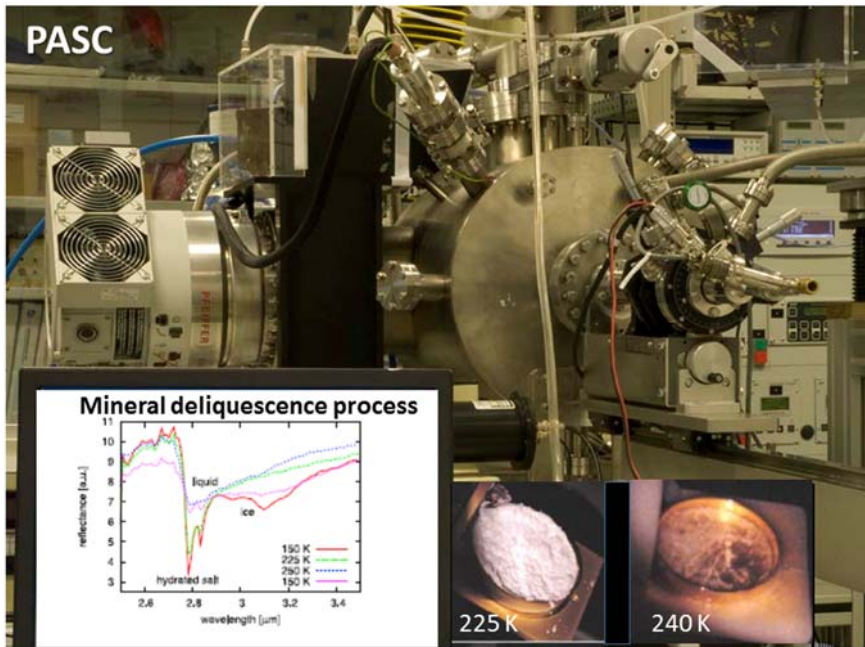 PASC
PFEIFFER
Mineral deliquescence process
11
10
9
8
7
6
5
4
3
reflectance [a.u.]
liquid
ice
hydrated salt
150 K
225 K
250 K
150 K
2.6
2.8
3
3.2
3.4
wavelength [μm]
225 K
240 K